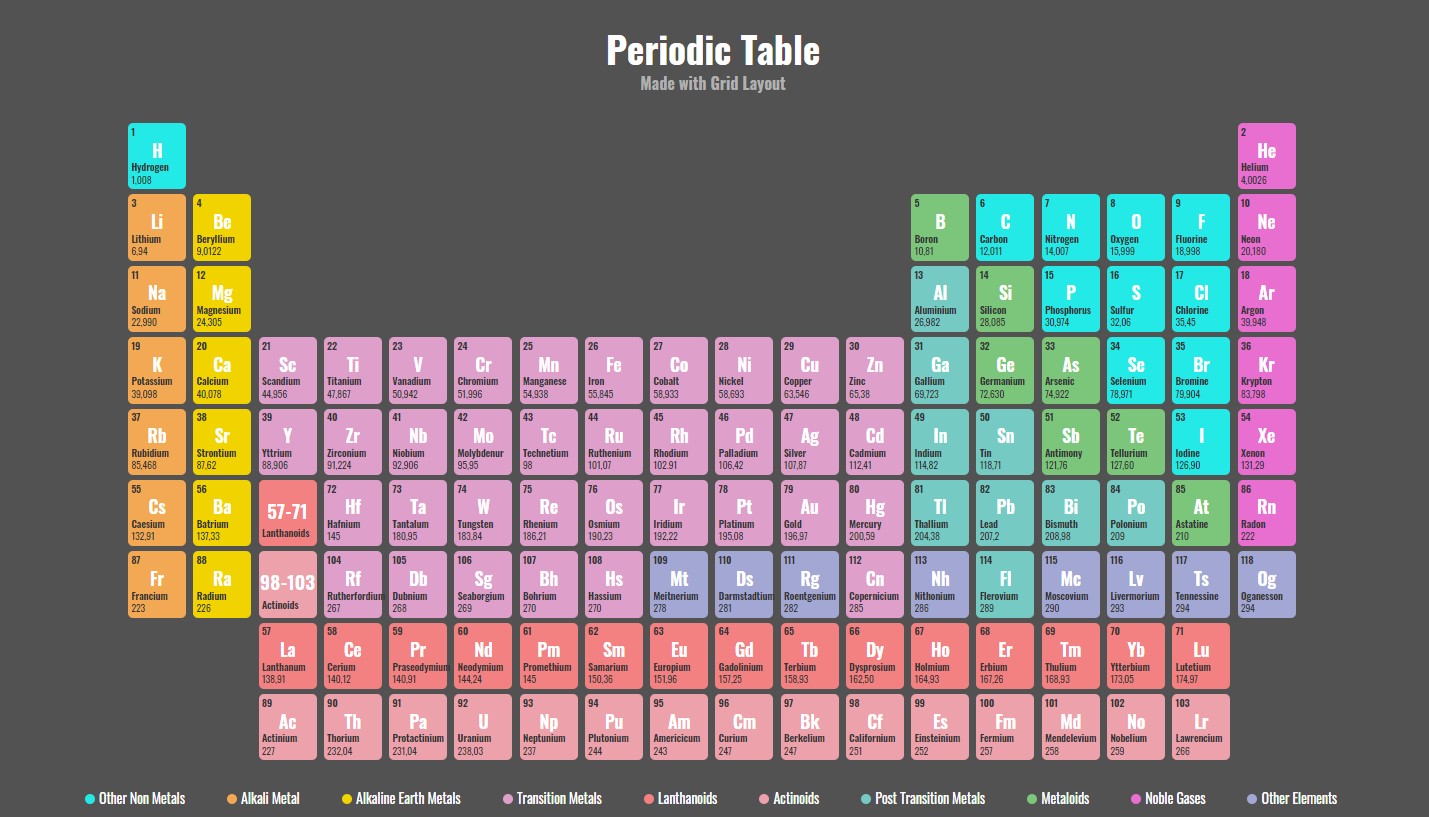 Periodic Table
Made with Grid Layout
1
H
Hydrogen
1,008
2
He
Helium
4,0026
3
Li
Lithium
6,94
4
Be
Beryllium
9,0122
5
B
Boron
10,81
6
C
Carbon
12,011
7
N
Nitrogen
14,007
8
O
Oxygen
15,999
9
F
Fluorine
18,998
10
Ne
Neon
20,180
11
Na
Sodium
22,990
12
Mg
Magnesium
24,305
13
Al
Aluminium
26,982
14
Si
Silicon
28,085
15
P
Phosphorus
30,974
16
S
Sulfur
32,06
17
Cl
Chlorine
35,45
18
Ar
Argon
39,948
19
K
Potassium
39,098
20
Ca
Calcium
40,078
21
Sc
Scandium
44,956
22
Ti
Titanium
47,867
23
V
Vanadium
50,942
24
Cr
Chromium
51,996
25
Mn
Manganese
54,938
26
Fe
Iron
55,845
27
Co
Cobalt
58,933
28
Ni
Nickel
58,693
29
Cu
Copper
63,546
30
Zn
Zinc
65,38
31
Ga
Gallium
69,723
32
Ge
Germanium
72,630
33
As
Arsenic
74,922
34
Se
Selenium
78,971
35
Br
Bromine
79,904
36
Kr
Krypton
83,798
37
Rb
Rubidium
85,468
38
Sr
Strontium
87,62
39
Y
Yttrium
88,906
40
Zr
Zirconium
91,224
41
Nb
Niobium
92,906
42
Mo
Molybdenur
95,95
43
Tc
Technetium
98
44
Ru
Ruthenium
101,07
45
Rh
Rhodium
102,91
46
Pd
Palladium
106,42
47
Ag
Silver
107,87
48
Cd
Cadmium
112,41
49
In
Indium
114,82
50
Sn
Tin
118,71
51
Sb
Antimony
121,76
52
Te
Tellurium
127,60
53
I
Iodine
126,90
54
Xe
Xenon
131,29
55
Cs
Caesium
132,91
56
Ba
Batrium
137,33
57-71
Lanthanoids
72
Hf
Hafnium
145
73
Ta
Tantalum
180,95
74
W
Tungsten
183,84
75
Re
Rhenium
186,21
76
Os
Osmium
190,23
77
Ir
Iridium
192,22
78
Pt
Platinum
195,08
79
Au
Gold
196,97
80
Hg
Mercury
200,59
81
Tl
Thallium
204,38
82
Pb
Lead
207,2
83
Bi
Bismuth
208,98
84
Po
Polonium
209
85
At
Astatine
210
86
Rn
Radon
222
87
Fr
Francium
223
88
Ra
Radium
226
98-103
Actinoids
104
Rf
Rutherfordium
267
105
Db
Dubnium
268
106
Sg
Seaborgium
269
107
Bh
Bohrium
270
108
Hs
Hassium
270
109
Mt
Meitnerium
278
110
Ds
Darmstadtium
281
111
Rg
Roentgenium
282
112
Cn
Copernicium
285
113
Nh
Nithonium
286
114
Fl
Flerovium
289
115
Mc
Moscovium
290
116
Lv
Livermorium
293
117
Ts
Tennessine
294
118
Og
Oganesson
294
57
La
Lanthanum
138,91
58
Ce
Cerium
140,12
59
Pr
Praseodymium
140,91
60
Nd
Neodymium
144,24
61
Pm
Promethium
145
62
Sm
Samarium
150,36
63
Eu
Europium
151,96
64
Gd
Gadolinium
157,25
65
Tb
Terbium
158,93
66
Dy
Dysprosium
162,50
67
Ho
Holmium
164,93
68
Er
Erbium
167,26
69
Tm
Thulium
168,93
70
Yb
Ytterbium
173,05
71
Lu
Lutetium
174,97
89
Ac
Actinium
227
90
Th
Thorium
232,04
91
Pa
Protactinium
231,04
92
U
Uranium
238,03
93
Np
Neptunium
237
94
Pu
Plutonium
244
95
Am
Americium
243
96
Cm
Curium
247
97
Bk
Berkelium
247
98
Cf
Californium
251
99
Es
Einsteinium
252
100
Fm
Fermium
257
101
Md
Mendelevium
258
102
No
Nobelium
259
103
Lr
Lawrencium
266
Other Non Metals
Alkali Metal
Alkaline Earth Metals
Transition Metals
Lanthanoids
Actinoids
Post Transition Metals
Metaloids
Noble Gases
Other Elements